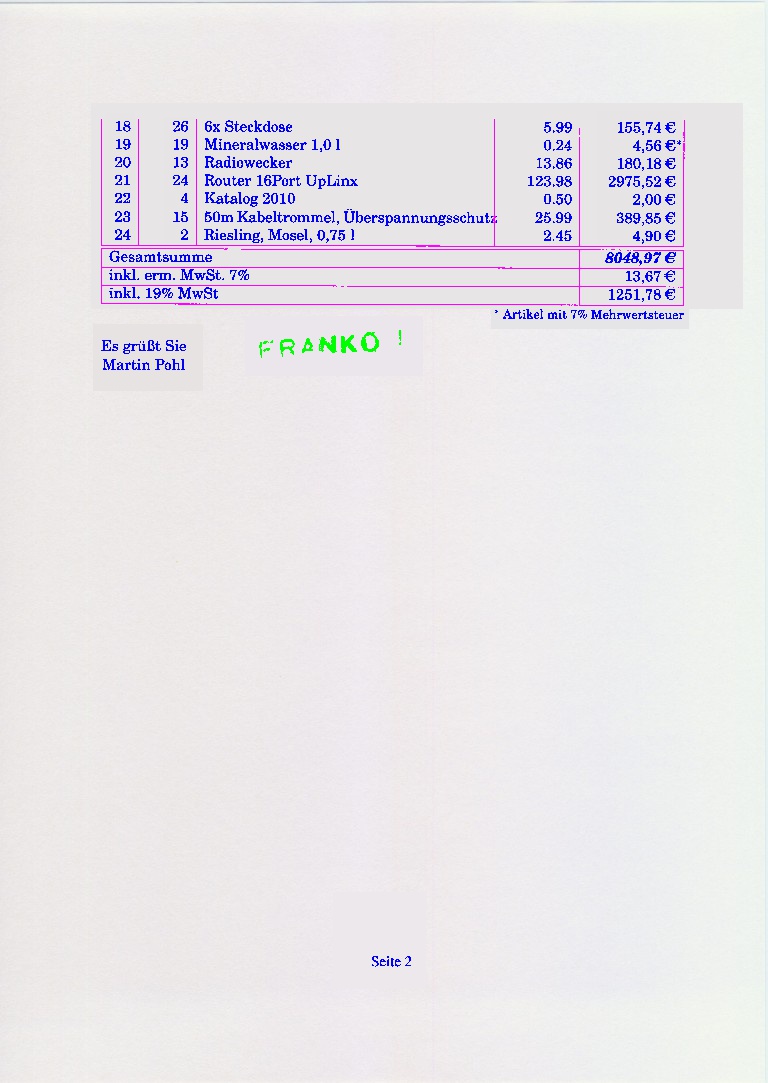 18 26 6x Steckdose 5.99 155,74 €
19 19 Mineralwasser 1,0 l 0.24 4,56 €*
20 13 Radiowecker 13.86 180,18 €
21 24 Router 16Port UpLinx 123.98 2975,52 €
22 4 Katalog 2010 0.50 2,00 €
23 15 50m Kabeltrommel, Überspannungsschutz 25.99 389,85 €
24 2 Riesling, Mosel, 0,75 l 2.45 4,90 €
Gesamtsumme 8048,97 €
inkl. erm. MwSt. 7% 13,67 €
inkl. 19% MwSt 1251,78 €
* Artikel mit 7% Mehrwertsteuer
Es grüßt Sie
Martin Pohl
FRANKO !
Seite 2